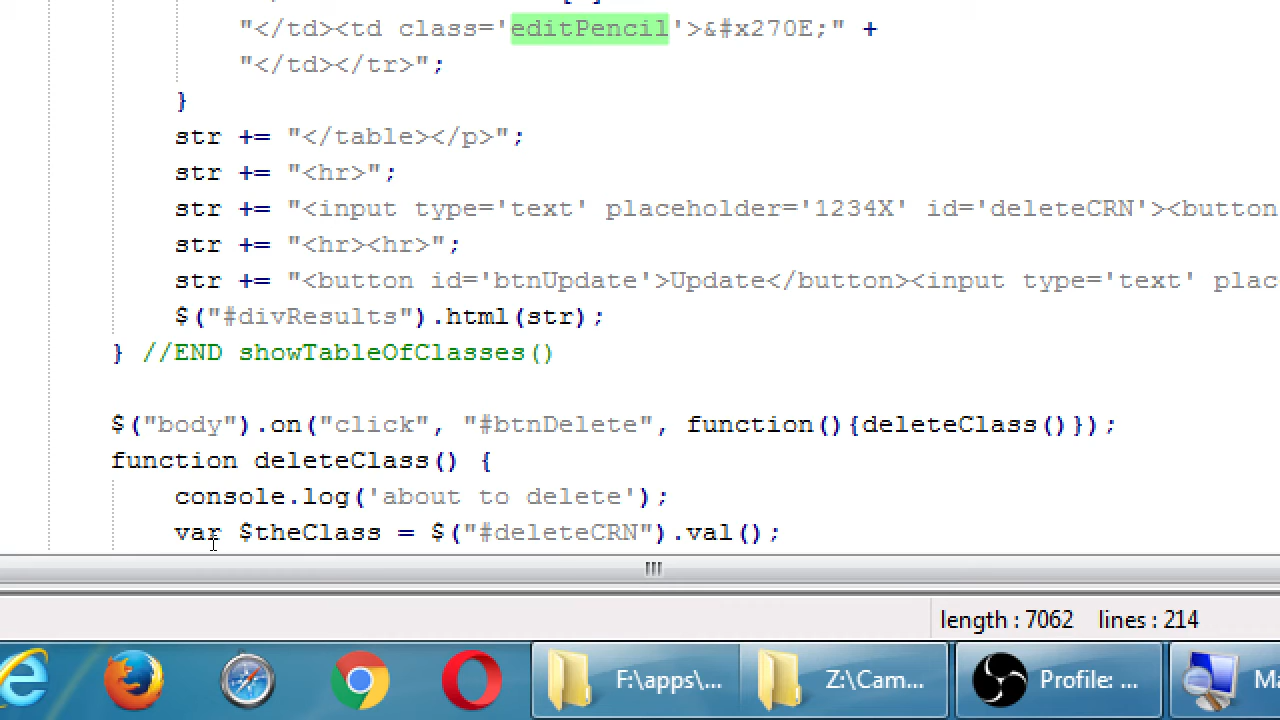 "</td><td class='editPencil'>&#x270E;" +
"</td></tr>";
}
str += "</table></p>";
str += "<hr>";
str += "<input type='text' placeholder='1234X' id='deleteCRN'><button
str += "<hr><hr>";
str += "<button id='btnUpdate'>Update</button><input type='text' plac
$("#divResults").html(str);
} //END showTableOfClasses()
$("body").on("click", "#btnDelete", function(){deleteClass()});
function deleteClass() {
console.log('about to delete');
var $theClass = $("#deleteCRN").val();
length : 7062 lines : 214
F:\apps\... Z:\Cam... Profile: ... Ma